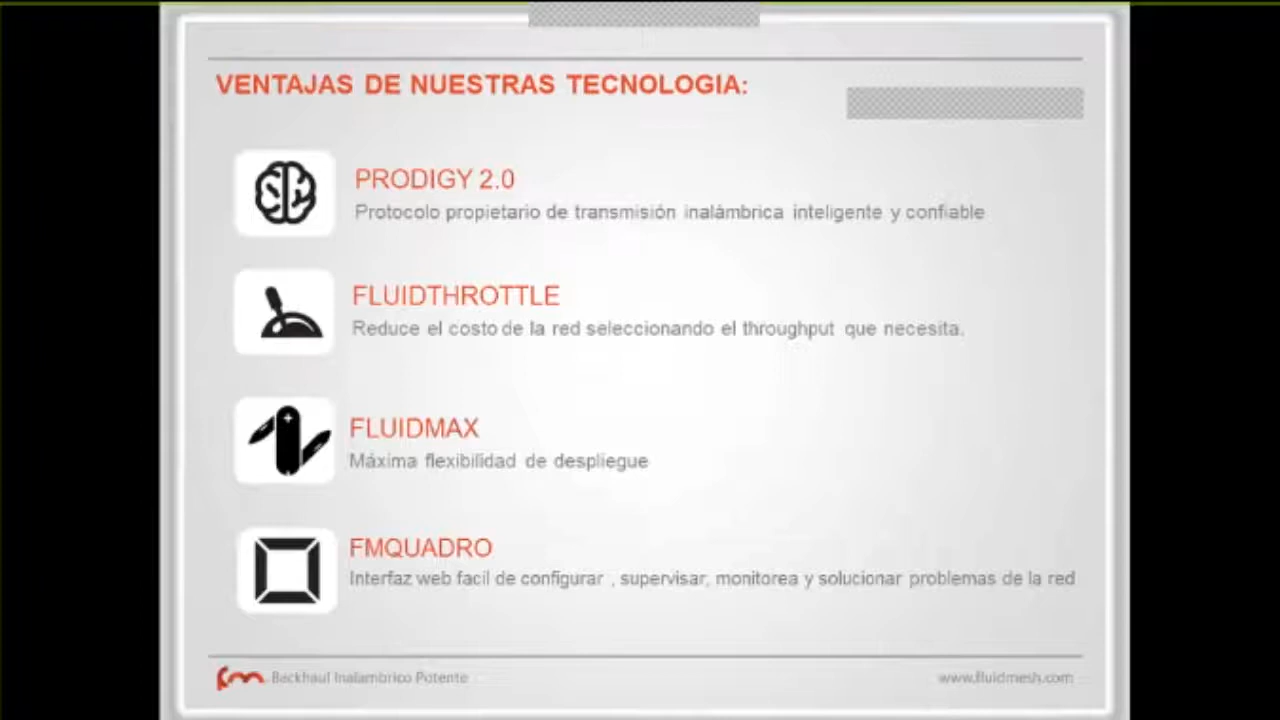 VENTAJAS DE NUESTRAS TECNOLOGIA:
PRODIGY 2.0
Protocolo propietario de transmisión inalámbrica inteligente y confiable
FLUIDTHROTTLE
Reduce el costo de la red seleccionando el throughput que necesita.
FLUIDMAX
Máxima flexibilidad de despliegue
FMQUADRO
Interfaz web facil de configurar , supervisar, monitorea y solucionar problemas de la red
fm Backhaul Inalambrico Potente
www.fluidmesh.com